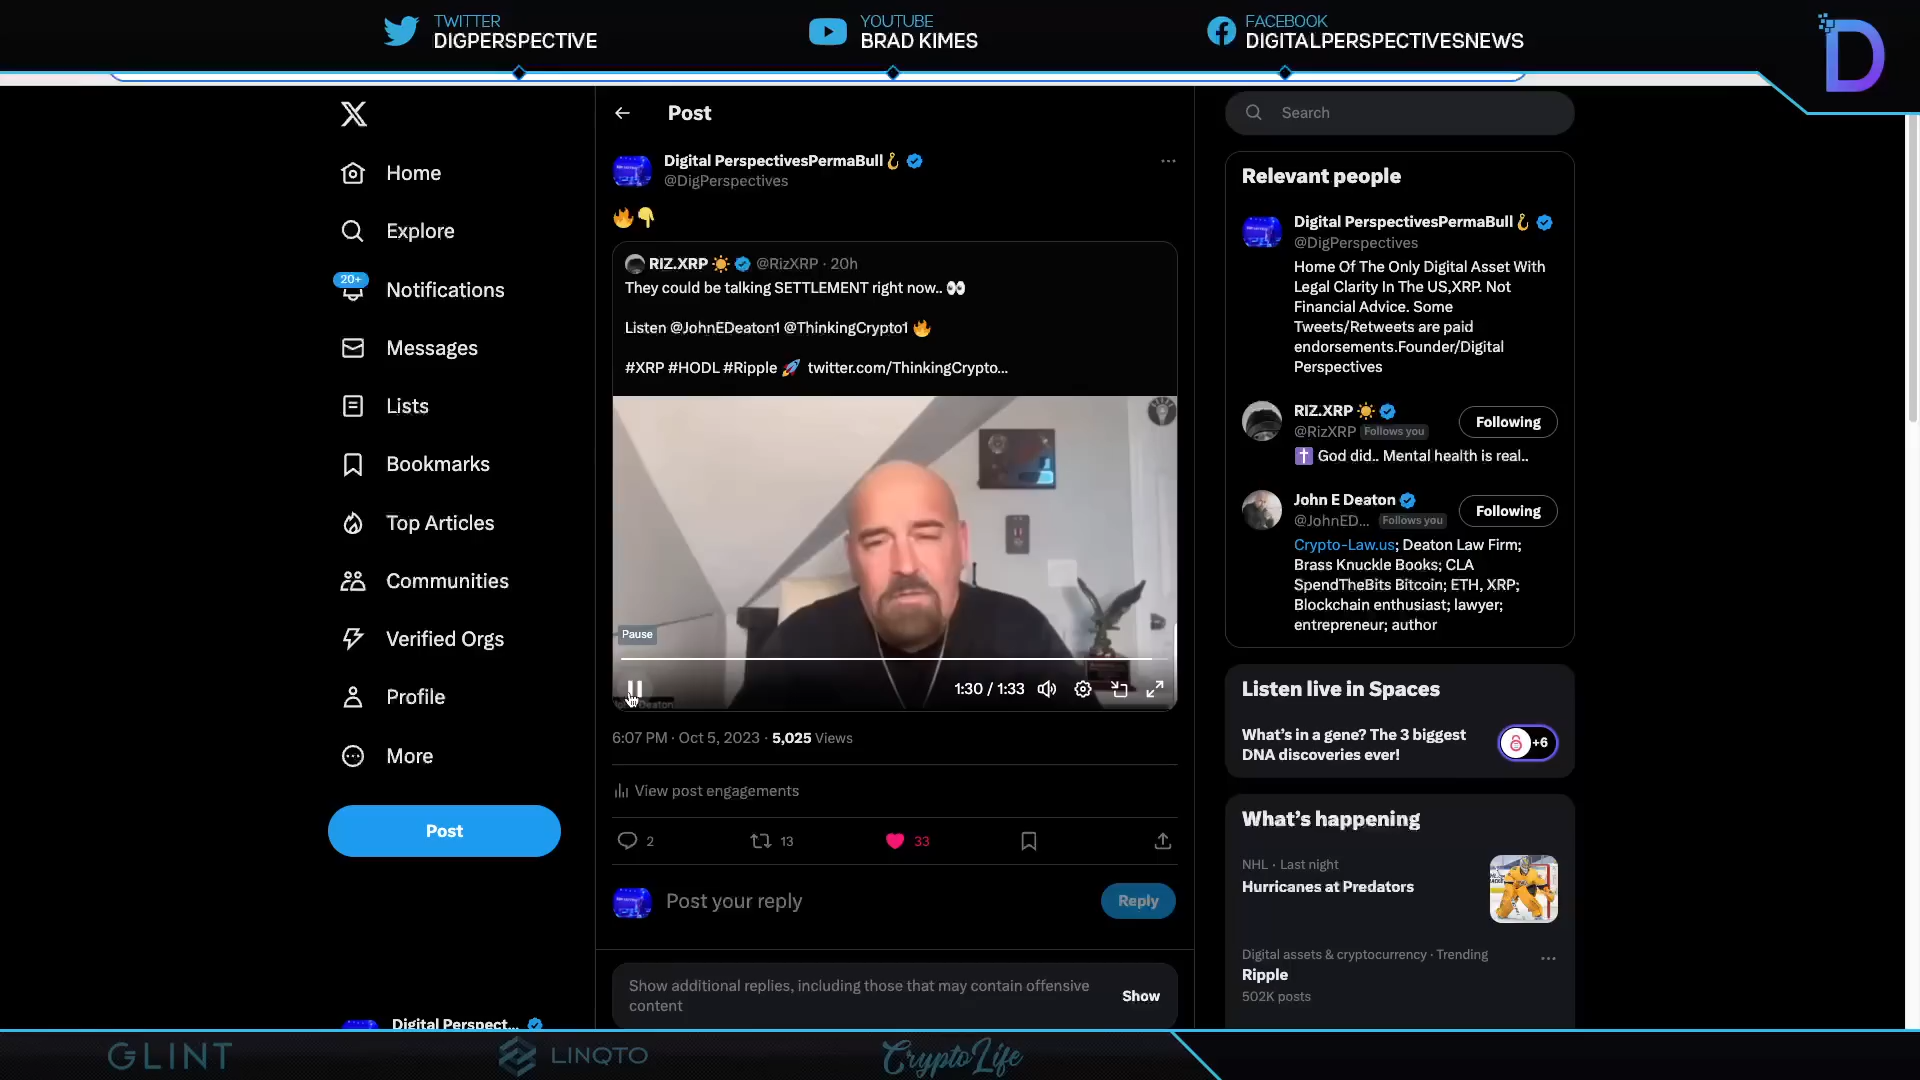 TWITTER
DIGPERSPECTIVE
YOUTUBE
BRAD KIMES
FACEBOOK
DIGITALPERSPECTIVESNEWS
D
Home
Explore
20+
Notifications
Messages
Lists
Bookmarks
Top Articles
Communities
Verified Orgs
Profile
More
Post
Digital Perspect...
Post
Digital PerspectivesPermaBull
@DigPerspectives
RIZ.XRP @RizXRP · 20h
They could be talking SETTLEMENT right now..
Listen @JohnEDeaton1 @ThinkingCrypto1
#XRP #HODL #Ripple twitter.com/ThinkingCrypto...
Pause
1:30 / 1:33
Deaton
6:07 PM · Oct 5, 2023 · 5,025 Views
View post engagements
2
13
33
Post your reply
Reply
Show additional replies, including those that may contain offensive
content
Show
Search
Relevant people
Digital PerspectivesPermaBull
@DigPerspectives
Home Of The Only Digital Asset With
Legal Clarity In The US,XRP. Not
Financial Advice. Some
Tweets/Retweets are paid
endorsements.Founder/Digital
Perspectives
RIZ.XRP
@RizXRP Follows you
Following
God did.. Mental health is real..
John E Deaton
@JohnED... Follows you
Following
Crypto-Law.us; Deaton Law Firm;
Brass Knuckle Books; CLA
SpendTheBits Bitcoin; ETH, XRP;
Blockchain enthusiast; lawyer;
entrepreneur; author
Listen live in Spaces
What's in a gene? The 3 biggest
DNA discoveries ever!
+6
What's happening
NHL · Last night
Hurricanes at Predators
Digital assets & cryptocurrency · Trending
Ripple
502K posts
GLINT
LINQTO
CryptoLife